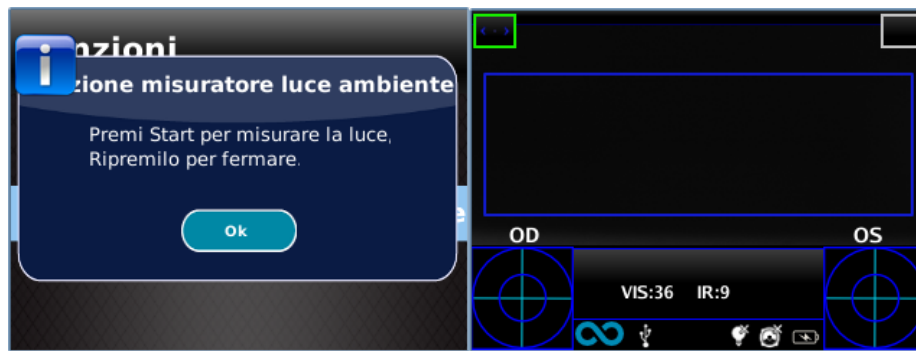 nzioni
zione misuratore luce ambiente
Premi Start per misurare la luce,
Ripremilo per fermare.
Ok
OD
OS
VIS:36 IR:9